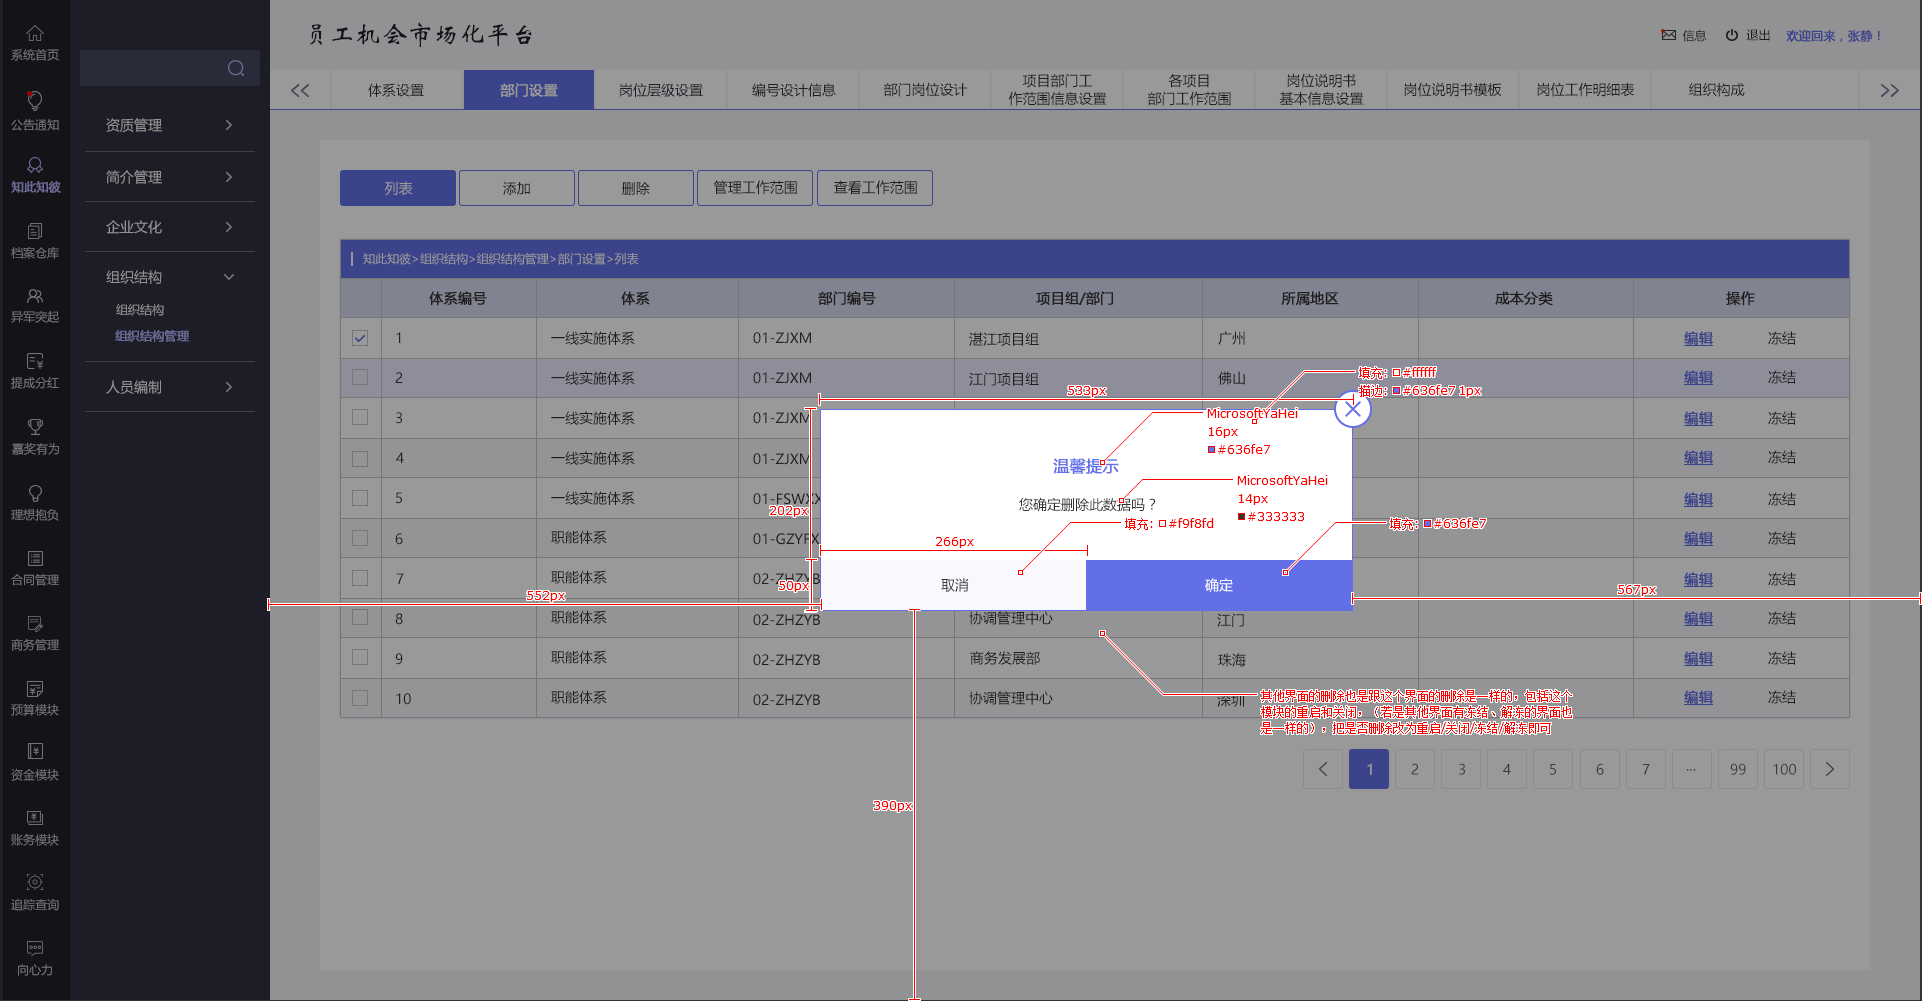 员工机会市场化平台
信息
退出
欢迎回来，张静！
系统首页
公告通知
知此知彼
档案仓库
异军突起
提成分红
嘉奖有为
理想抱负
合同管理
商务管理
预算模块
资金模块
账务模块
追踪查询
向心力
资质管理
简介管理
企业文化
组织结构
组织结构
组织结构管理
人员编制
体系设置
部门设置
岗位层级设置
编号设计信息
部门岗位设计
项目部门工
作范围信息设置
各项目
部门工作范围
岗位说明书
基本信息设置
岗位说明书模板
岗位工作明细表
组织构成
列表
添加
删除
管理工作范围
查看工作范围
知此知彼>组织结构>组织结构管理>部门设置>列表
体系编号 体系 部门编号 项目组/部门 所属地区 成本分类 操作
1 一线实施体系 01-ZJXM 湛江项目组 广州 编辑 冻结
2 一线实施体系 01-ZJXM 江门项目组 佛山 编辑 冻结
3 一线实施体系 01-ZJXM 编辑 冻结
4 一线实施体系 01-ZJXM 编辑 冻结
5 一线实施体系 01-FSWXX 编辑 冻结
6 职能体系 01-GZYFX 编辑 冻结
7 职能体系 02-ZHZYB 编辑 冻结
8 职能体系 02-ZHZYB 协调管理中心 江门 编辑 冻结
9 职能体系 02-ZHZYB 商务发展部 珠海 编辑 冻结
10 职能体系 02-ZHZYB 协调管理中心 深圳 编辑 冻结
填充：#ffffff
描边：#636fe7 1px
533px
MicrosoftYaHei
16px
#636fe7
温馨提示
MicrosoftYaHei
14px
#333333
您确定删除此数据吗？
202px
填充：#f9f8fd
填充：#636fe7
266px
取消
确定
50px
552px
567px
390px
其他界面的删除也是跟这个界面的删除是一样的，包括这个
模块的重启和关闭，（若是其他界面有冻结、解冻的界面也
是一样的），把是否删除改为重启/关闭/冻结/解冻即可
1 2 3 4 5 6 7 ... 99 100